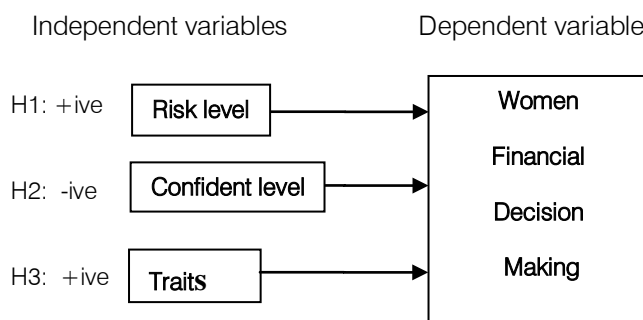 Independent variables
Dependent variable
H1: +ive
Risk level
H2: -ive
Confident level
H3: +ive
Traits
Women
Financial
Decision
Making